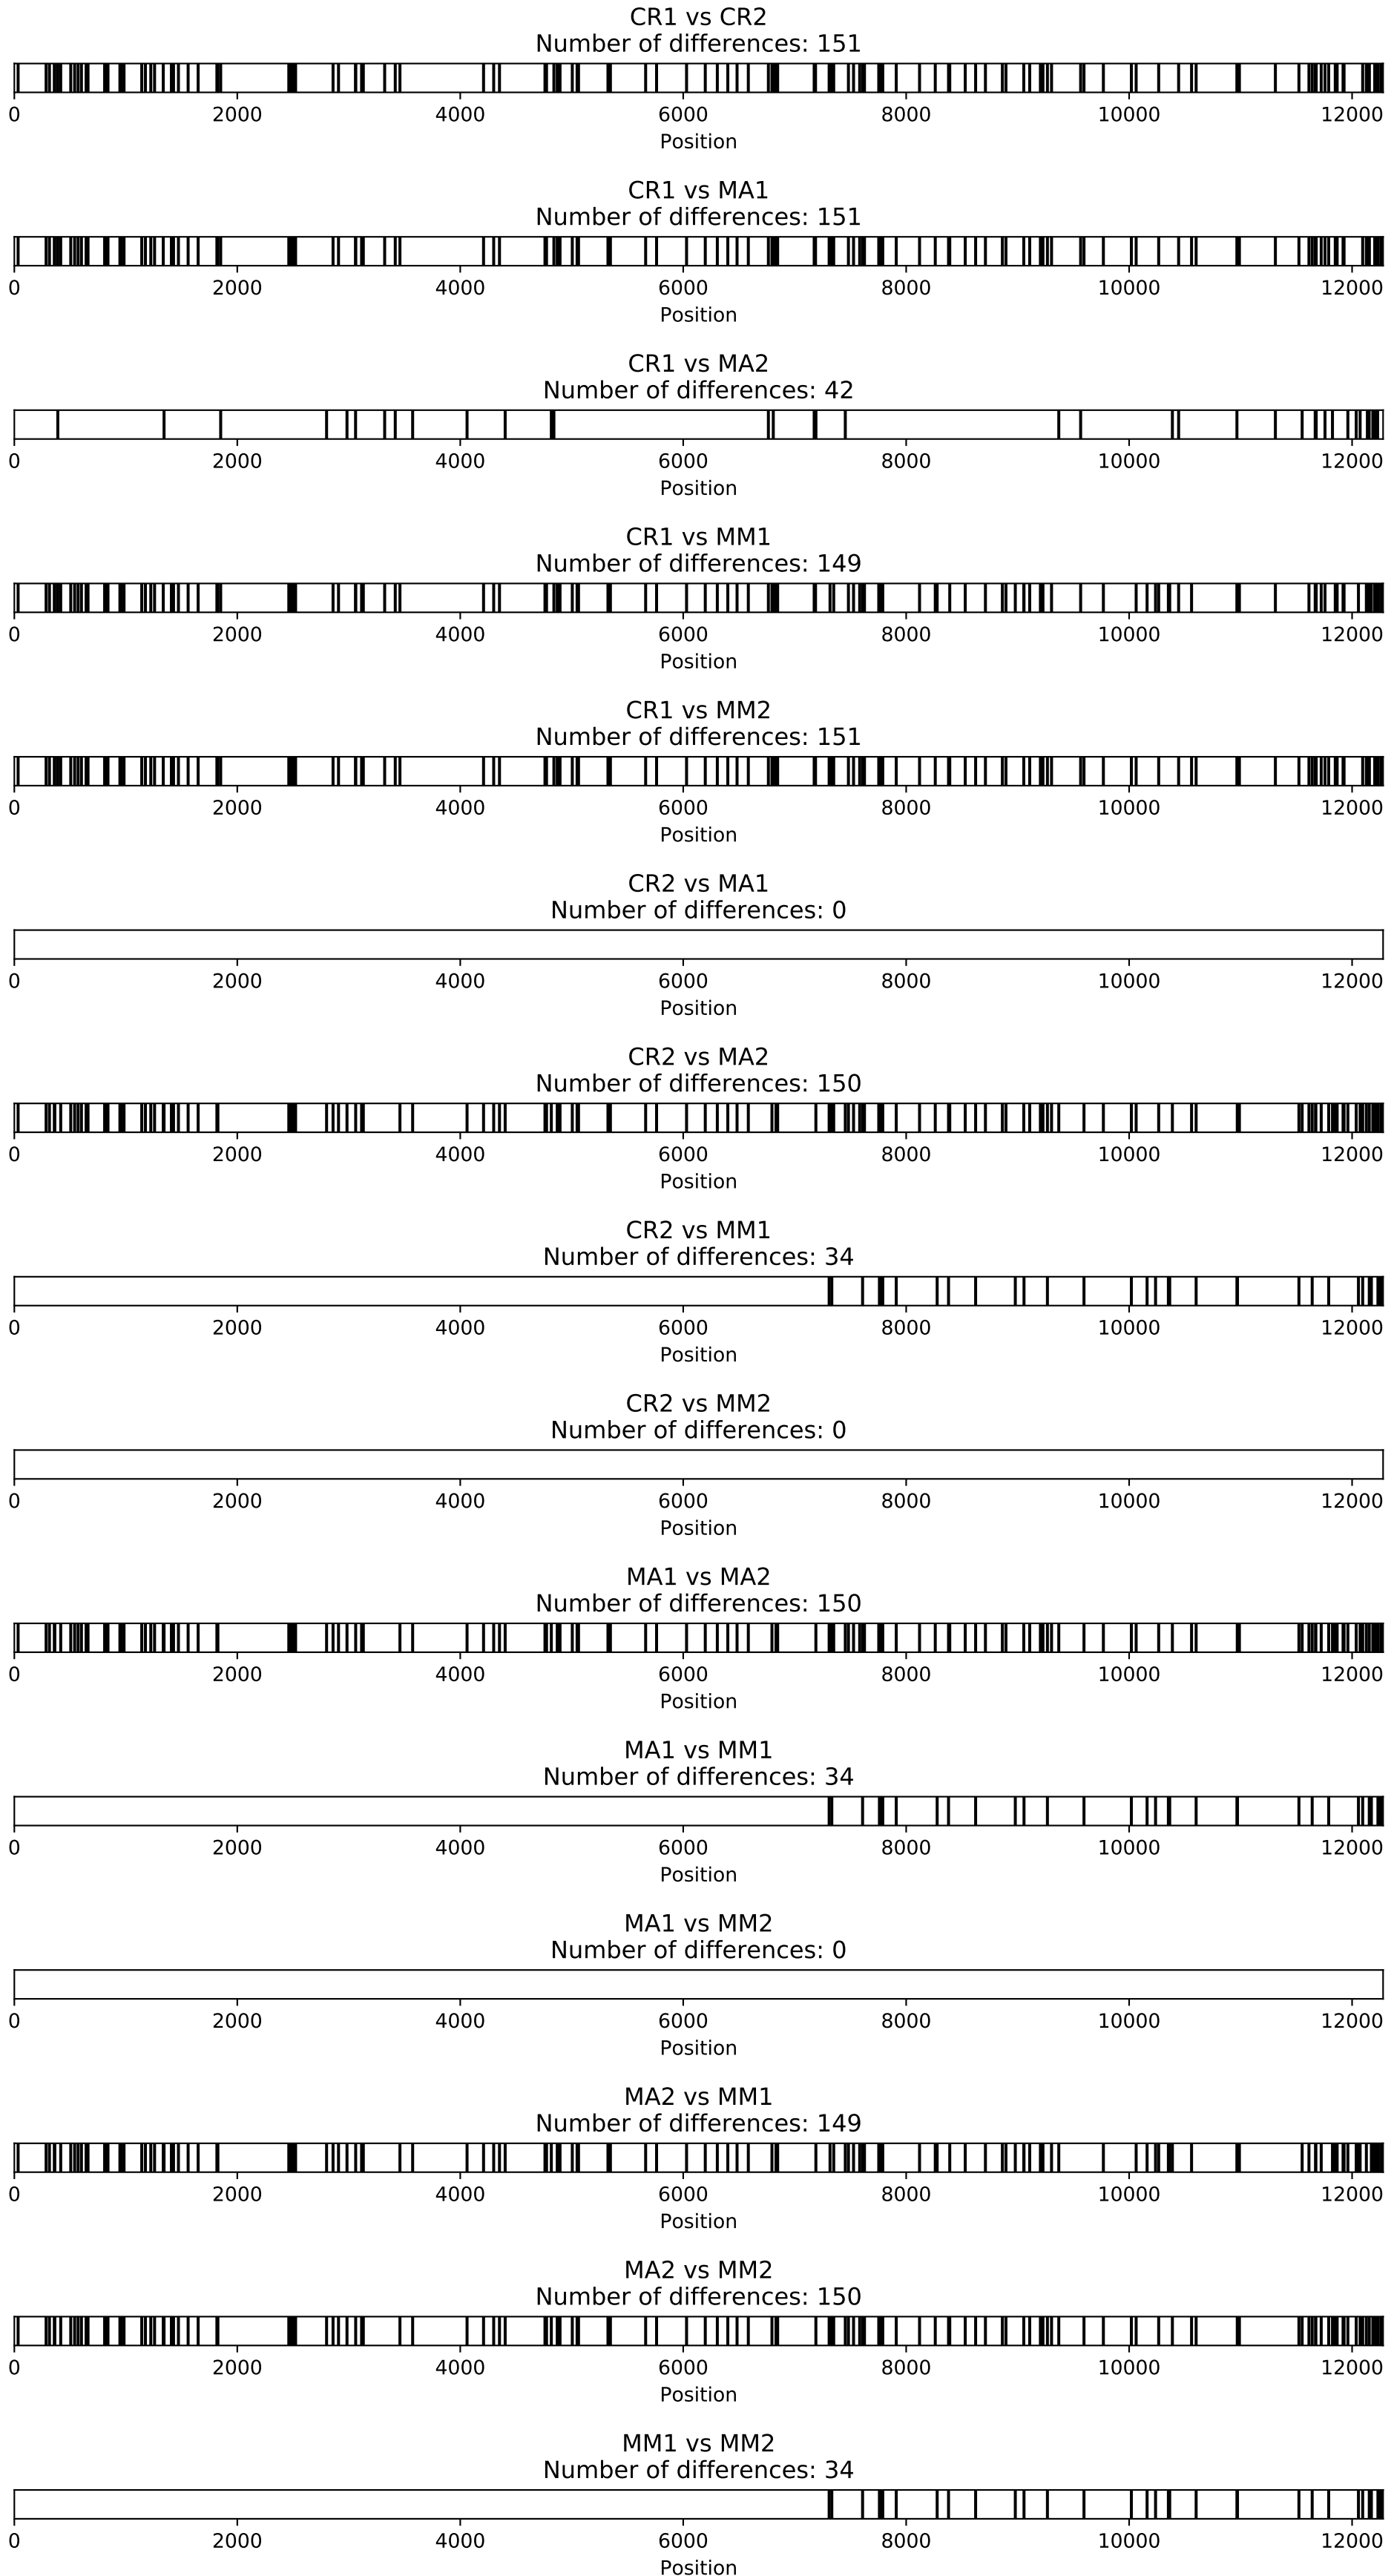 CR1 vs CR2
Number of differences: 151
0 2000 4000 6000 8000 10000 12000
Position
CR1 vs MA1
Number of differences: 151
0 2000 4000 6000 8000 10000 12000
Position
CR1 vs MA2
Number of differences: 42
0 2000 4000 6000 8000 10000 12000
Position
CR1 vs MM1
Number of differences: 149
0 2000 4000 6000 8000 10000 12000
Position
CR1 vs MM2
Number of differences: 151
0 2000 4000 6000 8000 10000 12000
Position
CR2 vs MA1
Number of differences: 0
0 2000 4000 6000 8000 10000 12000
Position
CR2 vs MA2
Number of differences: 150
0 2000 4000 6000 8000 10000 12000
Position
CR2 vs MM1
Number of differences: 34
0 2000 4000 6000 8000 10000 12000
Position
CR2 vs MM2
Number of differences: 0
0 2000 4000 6000 8000 10000 12000
Position
MA1 vs MA2
Number of differences: 150
0 2000 4000 6000 8000 10000 12000
Position
MA1 vs MM1
Number of differences: 34
0 2000 4000 6000 8000 10000 12000
Position
MA1 vs MM2
Number of differences: 0
0 2000 4000 6000 8000 10000 12000
Position
MA2 vs MM1
Number of differences: 149
0 2000 4000 6000 8000 10000 12000
Position
MA2 vs MM2
Number of differences: 150
0 2000 4000 6000 8000 10000 12000
Position
MM1 vs MM2
Number of differences: 34
0 2000 4000 6000 8000 10000 12000
Position